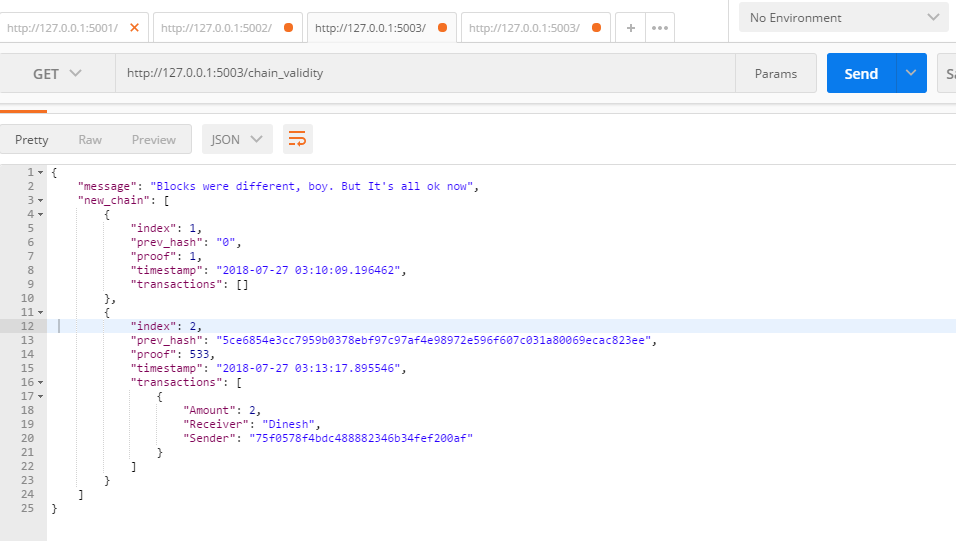 http://127.0.0.1:5001/ http://127.0.0.1:5002/ http://127.0.0.1:5003/ http://127.0.0.1:5003/ No Environment
GET http://127.0.0.1:5003/chain_validity Params Send Sa
Pretty Raw Preview JSON
1 {
2 "message": "Blocks were different, boy. But It's all ok now",
3 "new_chain": [
4 {
5 "index": 1,
6 "prev_hash": "0",
7 "proof": 1,
8 "timestamp": "2018-07-27 03:10:09.196462",
9 "transactions": []
10 },
11 {
12 "index": 2,
13 "prev_hash": "5ce6854e3cc7959b0378ebf97c97af4e98972e596f607c031a80069ecac823ee",
14 "proof": 533,
15 "timestamp": "2018-07-27 03:13:17.895546",
16 "transactions": [
17 {
18 "Amount": 2,
19 "Receiver": "Dinesh",
20 "Sender": "75f0578f4bdc488882346b34fef200af"
21 }
22 ]
23 }
24 ]
25 }